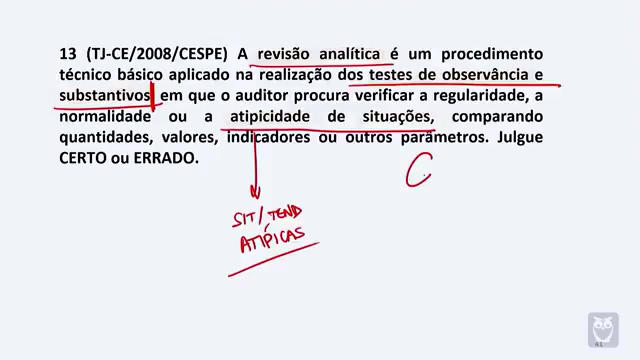 13 (TJ-CE/2008/CESPE) A revisão analítica é um procedimento
técnico básico aplicado na realização dos testes de observância e
substantivos, em que o auditor procura verificar a regularidade, a
normalidade ou a atipicidade de situações, comparando
quantidades, valores, indicadores ou outros parâmetros. Julgue
CERTO ou ERRADO.
C
SIT/TEND
ATÍPICAS